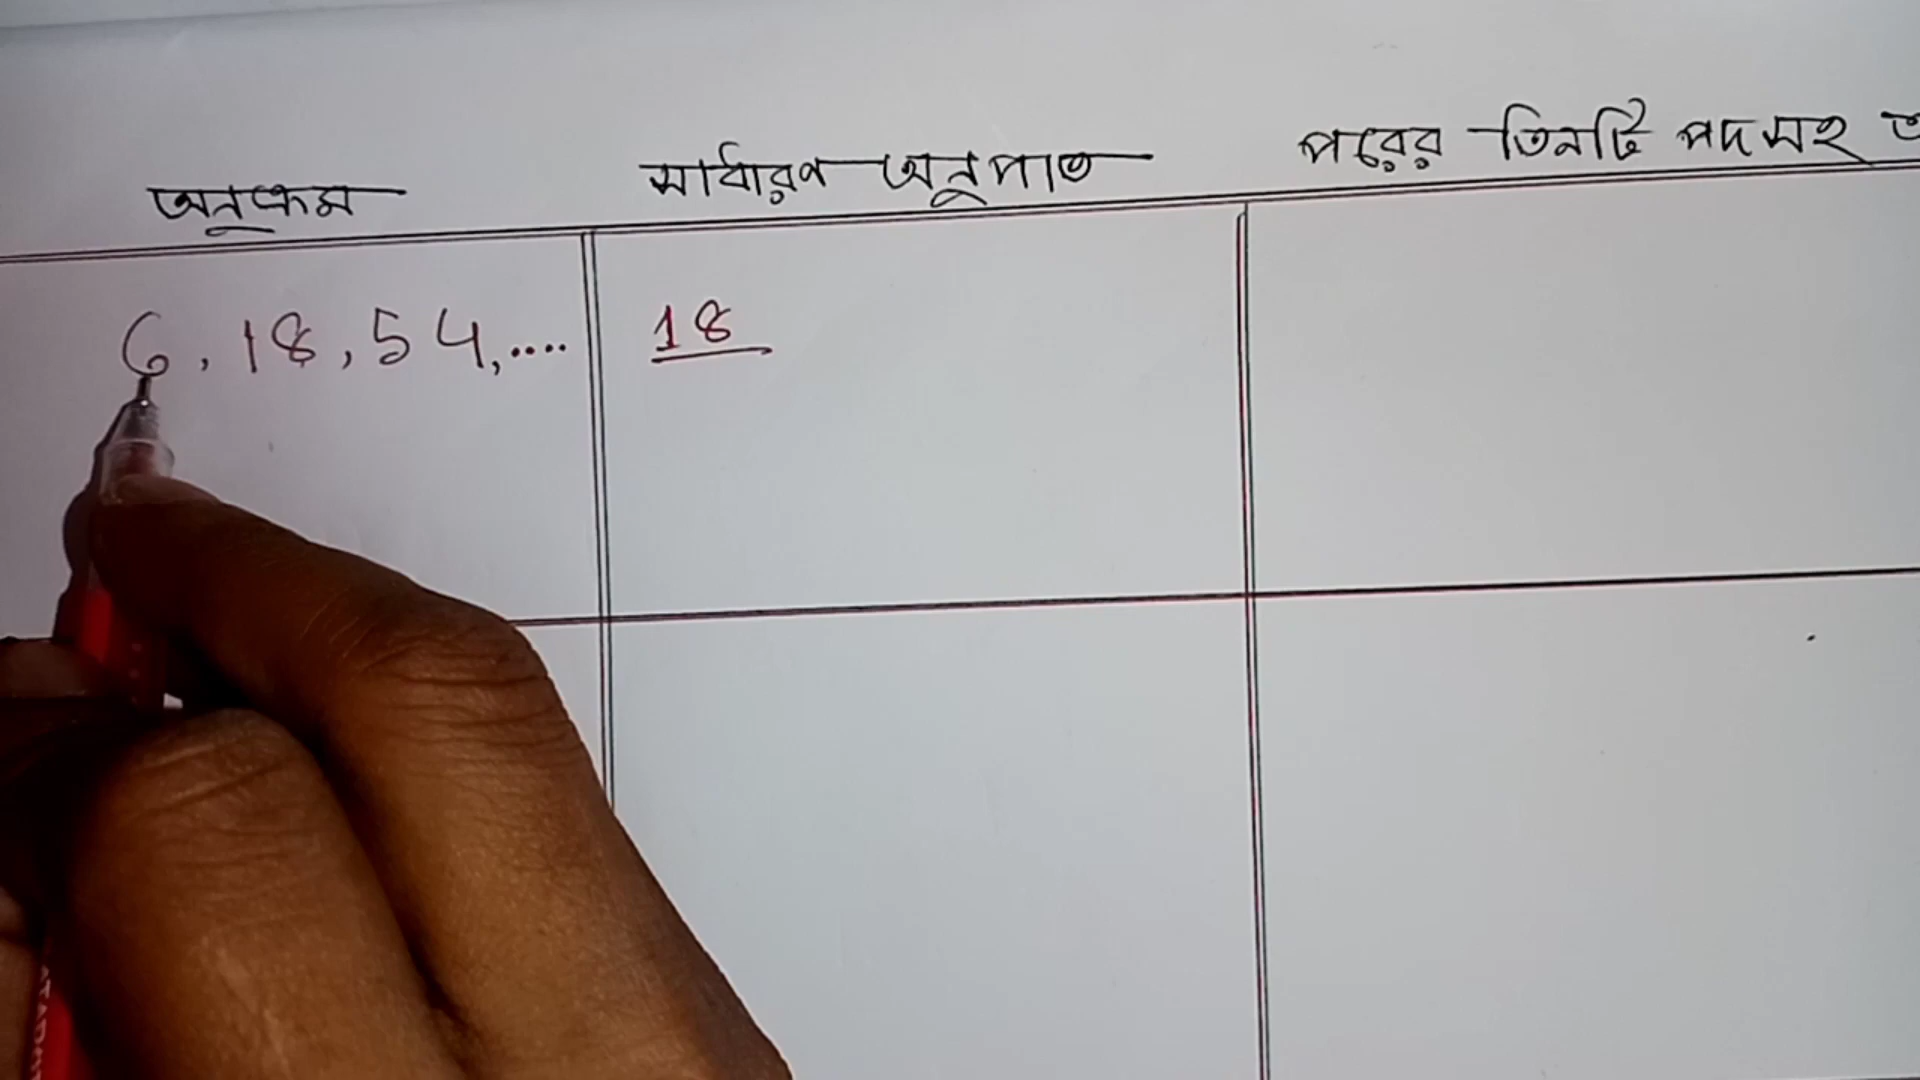 অনুক্রম সাধারণ অনুপাত পরের তিনটি পদসহ
6, 18, 54, .... 18